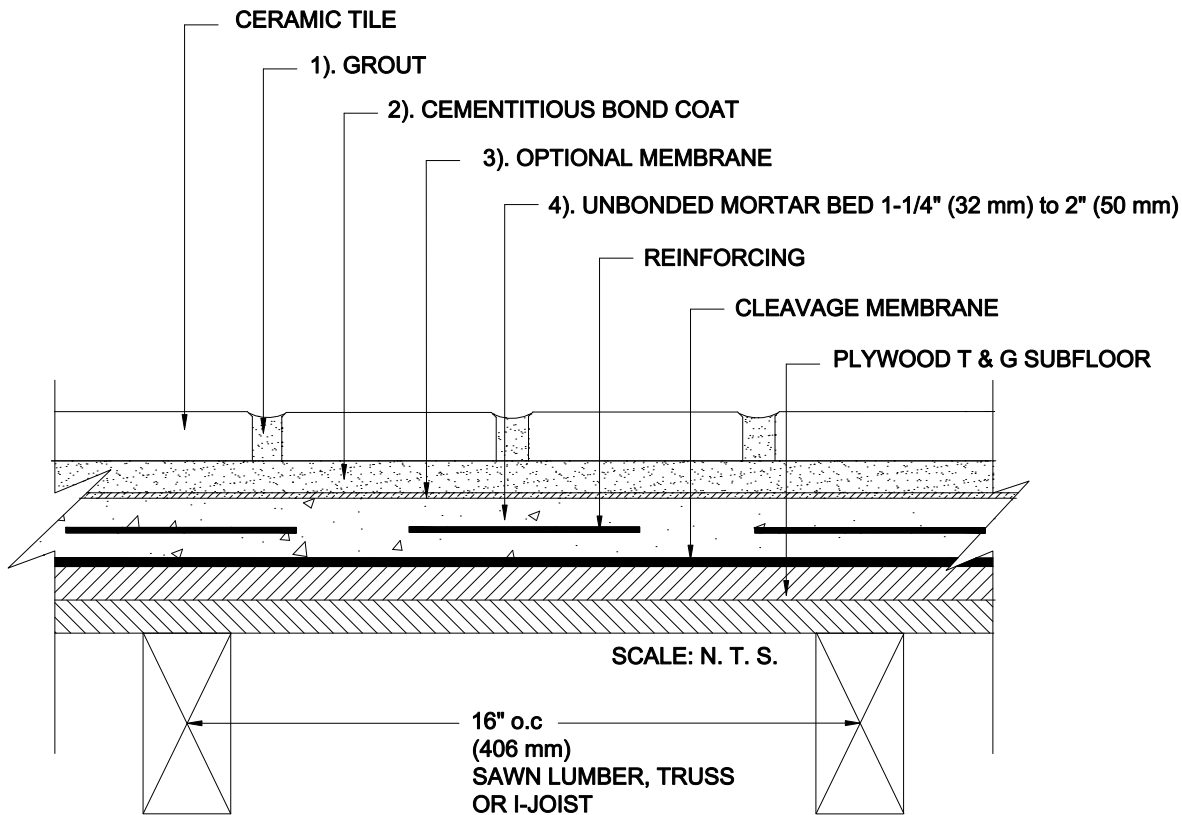 CERAMIC TILE
1). GROUT
2). CEMENTITIOUS BOND COAT
3). OPTIONAL MEMBRANE
4). UNBONDED MORTAR BED 1-1/4" (32 mm) to 2" (50 mm)
REINFORCING
CLEAVAGE MEMBRANE
PLYWOOD T & G SUBFLOOR
SCALE: N. T. S.
16" o.c
(406 mm)
SAWN LUMBER, TRUSS
OR I-JOIST